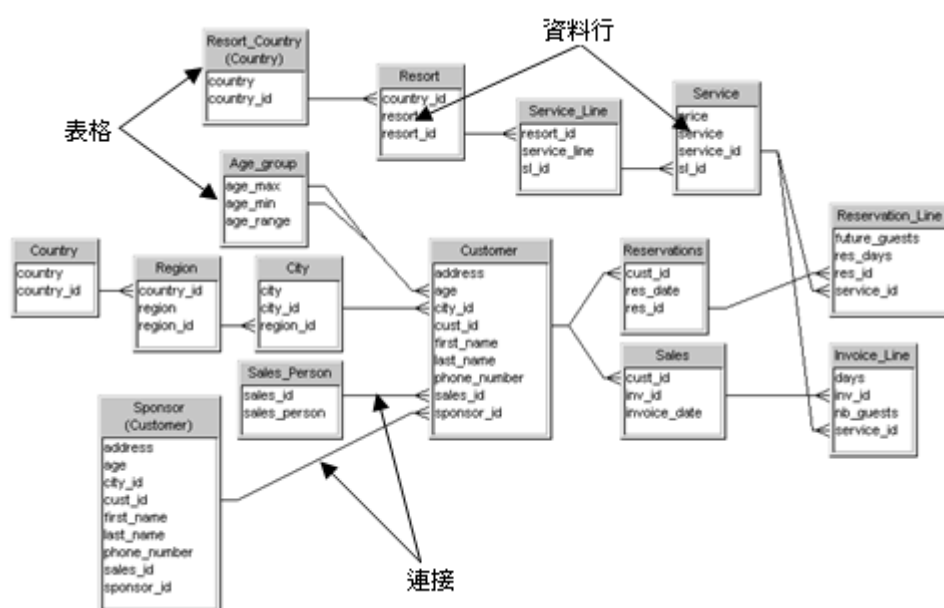 資料行
表格
Resort_Country
(Country)
country
country_id
Resort
country_id
resort
resort_id
Service_Line
resort_id
service_line
sl_id
Service
price
service
service_id
sl_id
Age_group
age_max
age_min
age_range
Country
country
country_id
Region
country_id
region
region_id
City
city
city_id
region_id
Customer
address
age
city_id
cust_id
first_name
last_name
phone_number
sales_id
sponsor_id
Reservations
cust_id
res_date
res_id
Reservation_Line
future_guests
res_days
res_id
service_id
Sales_Person
sales_id
sales_person
Sales
cust_id
inv_id
invoice_date
Invoice_Line
days
inv_id
nb_guests
service_id
Sponsor
(Customer)
address
age
city_id
cust_id
first_name
last_name
phone_number
sales_id
sponsor_id
連接